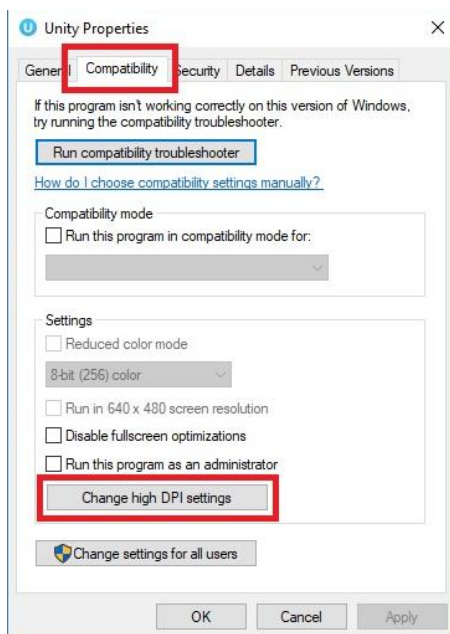 Unity Properties
General Compatibility Security Details Previous Versions
If this program isn't working correctly on this version of Windows,
try running the compatibility troubleshooter.
Run compatibility troubleshooter
How do I choose compatibility settings manually?
Compatibility mode
Run this program in compatibility mode for:
Settings
Reduced color mode
8-bit (256) color
Run in 640 x 480 screen resolution
Disable fullscreen optimizations
Run this program as an administrator
Change high DPI settings
Change settings for all users
OK Cancel Apply